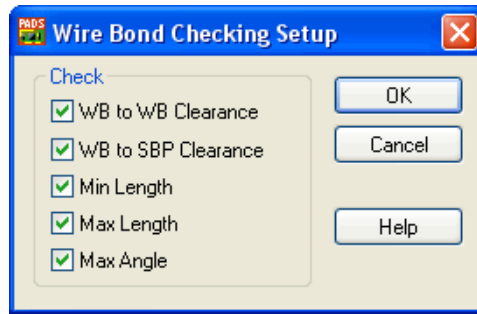 PADS
Wire Bond Checking Setup
Check
WB to WB Clearance
WB to SBP Clearance
Min Length
Max Length
Max Angle
OK
Cancel
Help